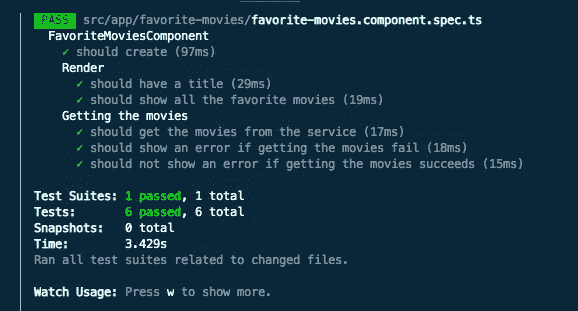 PASS src/app/favorite-movies/favorite-movies.component.spec.ts
FavoriteMoviesComponent
✓ should create (97ms)
Render
✓ should have a title (29ms)
✓ should show all the favorite movies (19ms)
Getting the movies
✓ should get the movies from the service (17ms)
✓ should show an error if getting the movies fail (18ms)
✓ should not show an error if getting the movies succeeds (15ms)
Test Suites: 1 passed, 1 total
Tests: 6 passed, 6 total
Snapshots: 0 total
Time: 3.429s
Ran all test suites related to changed files.
Watch Usage: Press w to show more.